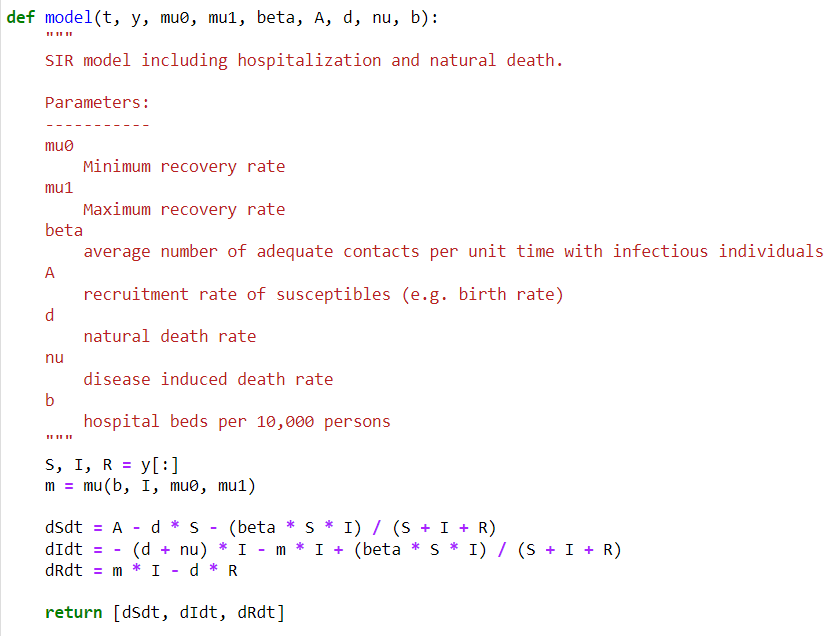 def model(t, y, mu0, mu1, beta, A, d, nu, b):
    """
    SIR model including hospitalization and natural death.

    Parameters:
    -----------
    mu0
        Minimum recovery rate
    mu1
        Maximum recovery rate
    beta
        average number of adequate contacts per unit time with infectious individuals
    A
        recruitment rate of susceptibles (e.g. birth rate)
    d
        natural death rate
    nu
        disease induced death rate
    b
        hospital beds per 10,000 persons
    """
    S, I, R = y[:]
    m = mu(b, I, mu0, mu1)

    dSdt = A - d * S - (beta * S * I) / (S + I + R)
    dIdt = - (d + nu) * I - m * I + (beta * S * I) / (S + I + R)
    dRdt = m * I - d * R

    return [dSdt, dIdt, dRdt]